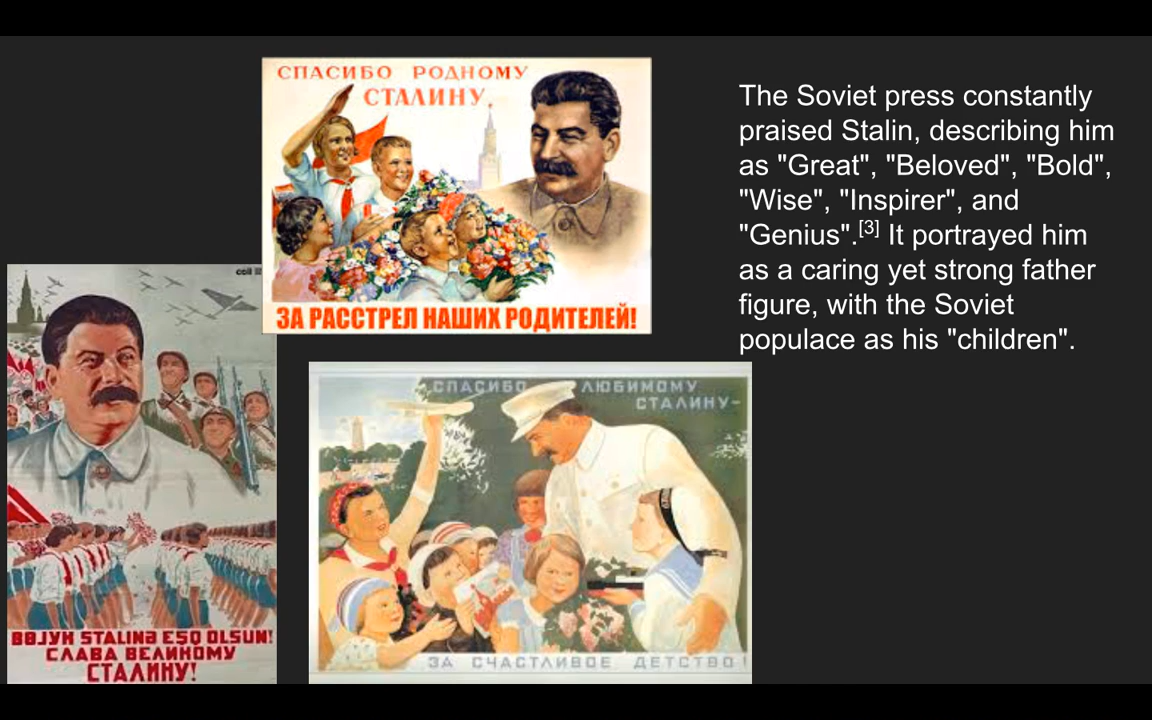 СПАСИБО РОДНОМУ
СТАЛИНУ,
ЗА РАССТРЕЛ НАШИХ РОДИТЕЛЕЙ!
The Soviet press constantly
praised Stalin, describing him
as "Great", "Beloved", "Bold",
"Wise", "Inspirer", and
"Genius".[3] It portrayed him
as a caring yet strong father
figure, with the Soviet
populace as his "children".
BɵJYK STALINƏ EŞQ OLSUN!
СЛАВА ВЕЛИКОМУ
СТАЛИНУ!
СПАСИБО ЛЮБИМОМУ
СТАЛИНУ–
ЗА СЧАСТЛИВОЕ ДЕТСТВО!